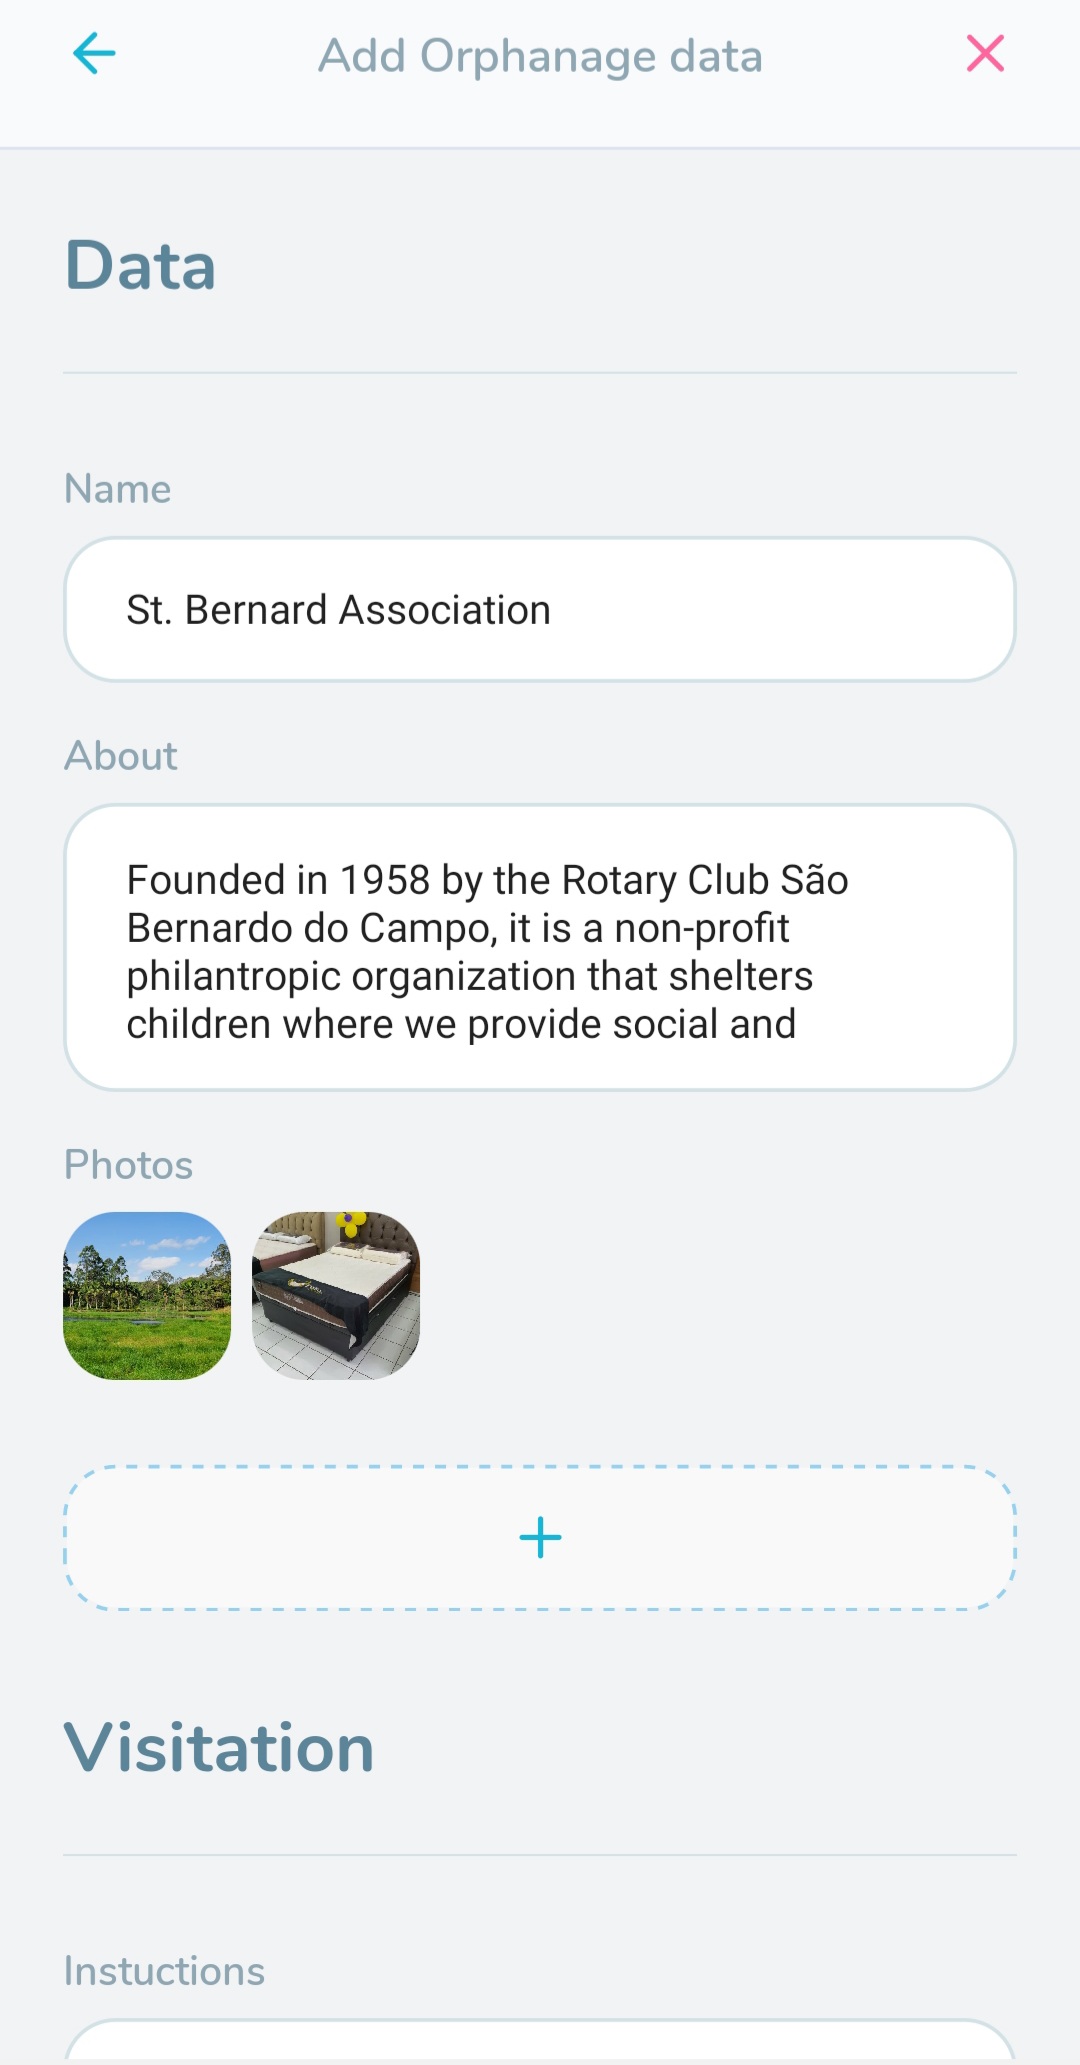 Add Orphanage data
Data
Name
St. Bernard Association
About
Founded in 1958 by the Rotary Club São
Bernardo do Campo, it is a non-profit
philantropic organization that shelters
children where we provide social and
Photos
Visitation
Instuctions